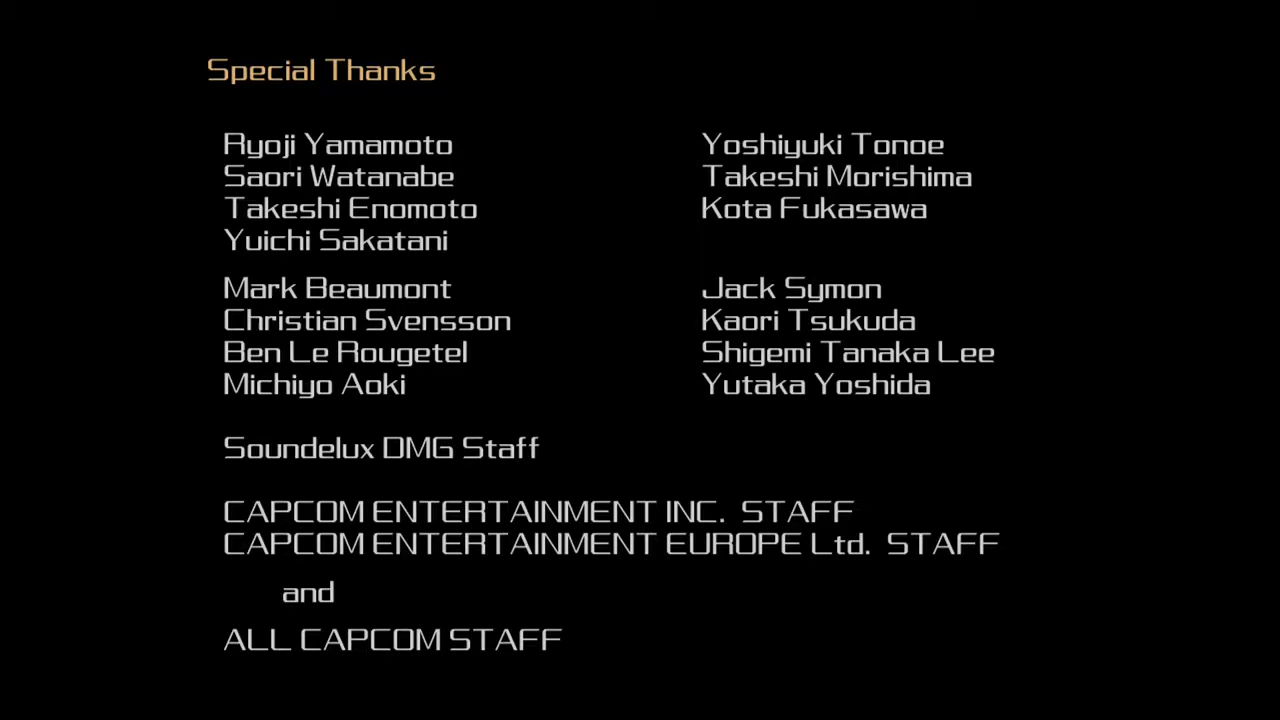 Special Thanks
Ryoji Yamamoto
Yoshiyuki Tonoe
Saori Watanabe
Takeshi Morishima
Takeshi Enomoto
Kota Fukasawa
Yuichi Sakatani
Mark Beaumont
Jack Symon
Christian Svensson
Kaori Tsukuda
Ben Le Rougetel
Shigemi Tanaka Lee
Michiyo Aoki
Yutaka Yoshida
Soundelux DMG Staff
CAPCOM ENTERTAINMENT INC. STAFF
CAPCOM ENTERTAINMENT EUROPE Ltd. STAFF
and
ALL CAPCOM STAFF